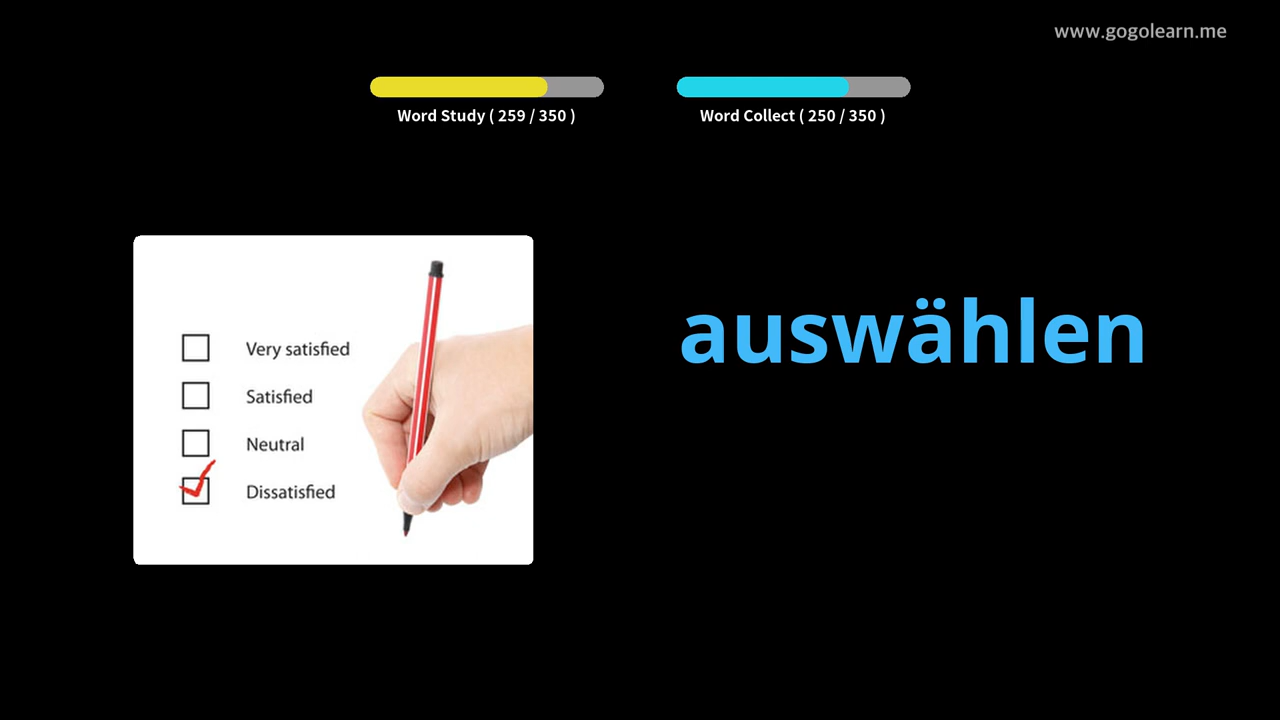 www.gogolearn.me
Word Study ( 259 / 350 )
Word Collect ( 250 / 350 )
Very satisfied
Satisfied
Neutral
Dissatisfied
auswählen